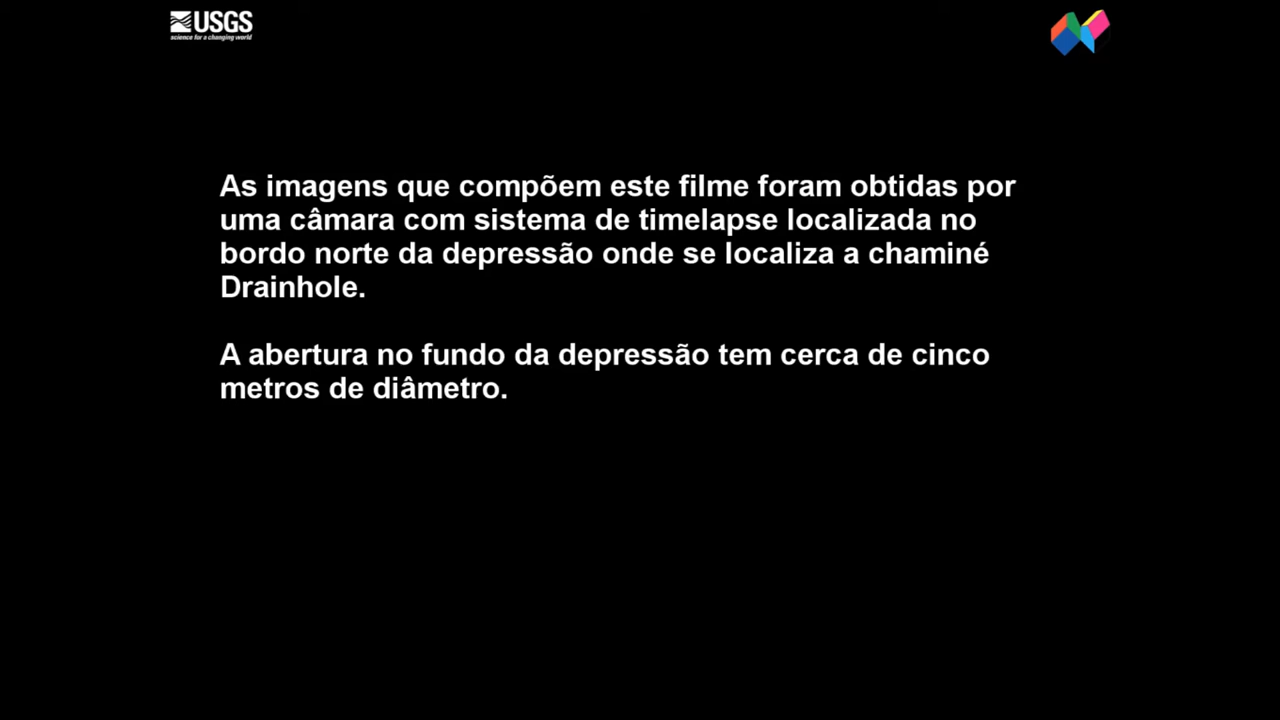 USGS
science for a changing world
As imagens que compõem este filme foram obtidas por
uma câmara com sistema de timelapse localizada no
bordo norte da depressão onde se localiza a chaminé
Drainhole.
A abertura no fundo da depressão tem cerca de cinco
metros de diâmetro.